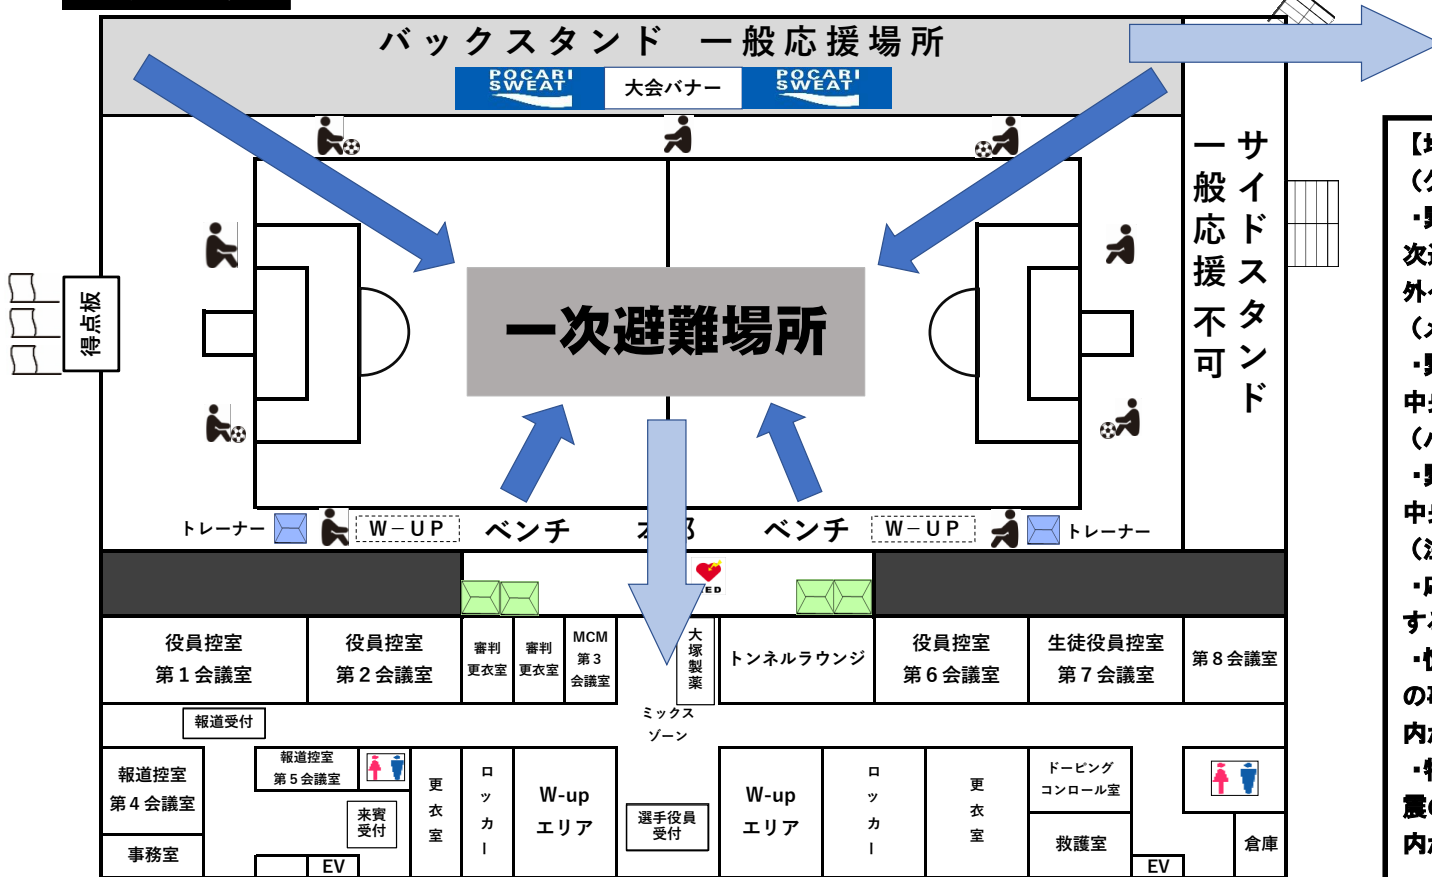 バックスタンド 一般応援場所
POCARI
SWEAT
大会バナー
POCARI
SWEAT
サイドスタンド
一般応援不可
得点板
一次避難場所
トレーナー
W－UP
ベンチ
ベンチ
W－UP
トレーナー
役員控室
第1会議室
役員控室
第2会議室
審判
更衣室
審判
更衣室
MCM
第3
会議室
大塚製薬
トンネルラウンジ
役員控室
第6会議室
生徒役員控室
第7会議室
第8会議室
報道受付
ミックス
ゾーン
報道控室
第4会議室
事務室
報道控室
第5会議室
来賓
受付
EV
更衣室
ロッカー
W-up
エリア
選手役員
受付
W-up
エリア
ロッカー
更衣室
ドーピング
コンロール室
救護室
EV
倉庫
外
中央
中央
する
の
内
内